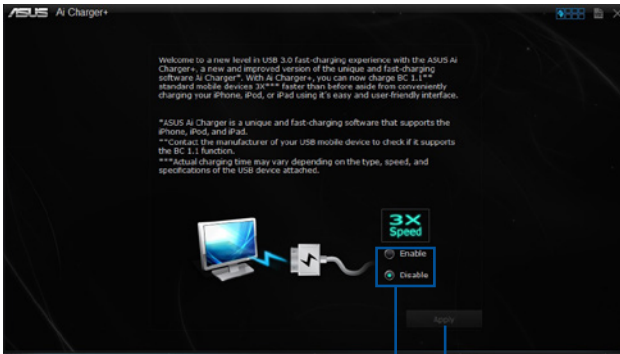 ASUS Ai Charger+
Welcome to a new level in USB 3.0 fast-charging experience with the ASUS Ai
Charger+, a new and improved version of the unique and fast-charging
software Ai Charger*. With Ai Charger+, you can now charge BC 1.1**
standard mobile devices 3X*** faster than before aside from conveniently
charging your iPhone, iPod, or iPad using it's easy and user-friendly interface.
*ASUS Ai Charger is a unique and fast-charging software that supports the
iPhone, iPod, and iPad.
**Contact the manufacturer of your USB mobile device to check if it supports
the BC 1.1 function.
***Actual charging time may vary depending on the type, speed, and
specifications of the USB device attached.
3X
Speed
Enable
Disable
Apply